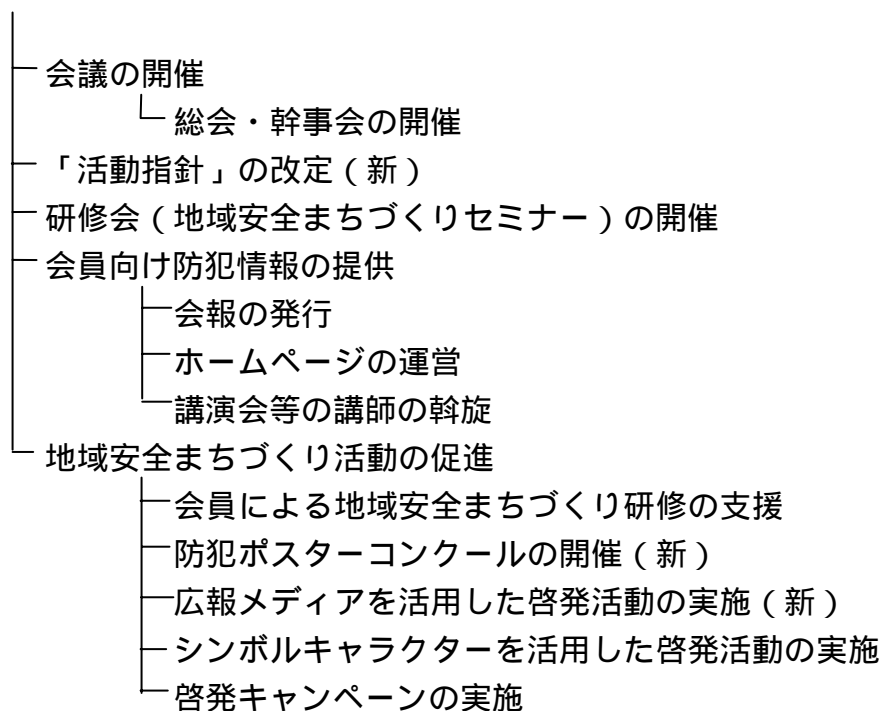 会議の開催
総会・幹事会の開催
「活動指針」の改定(新)
研修会(地域安全まちづくりセミナー)の開催
会員向け防犯情報の提供
会報の発行
ホームページの運営
講演会等の講師の斡旋
地域安全まちづくり活動の促進
会員による地域安全まちづくり研修の支援
防犯ポスターコンクールの開催(新)
広報メディアを活用した啓発活動の実施(新)
シンボルキャラクターを活用した啓発活動の実施
啓発キャンペーンの実施